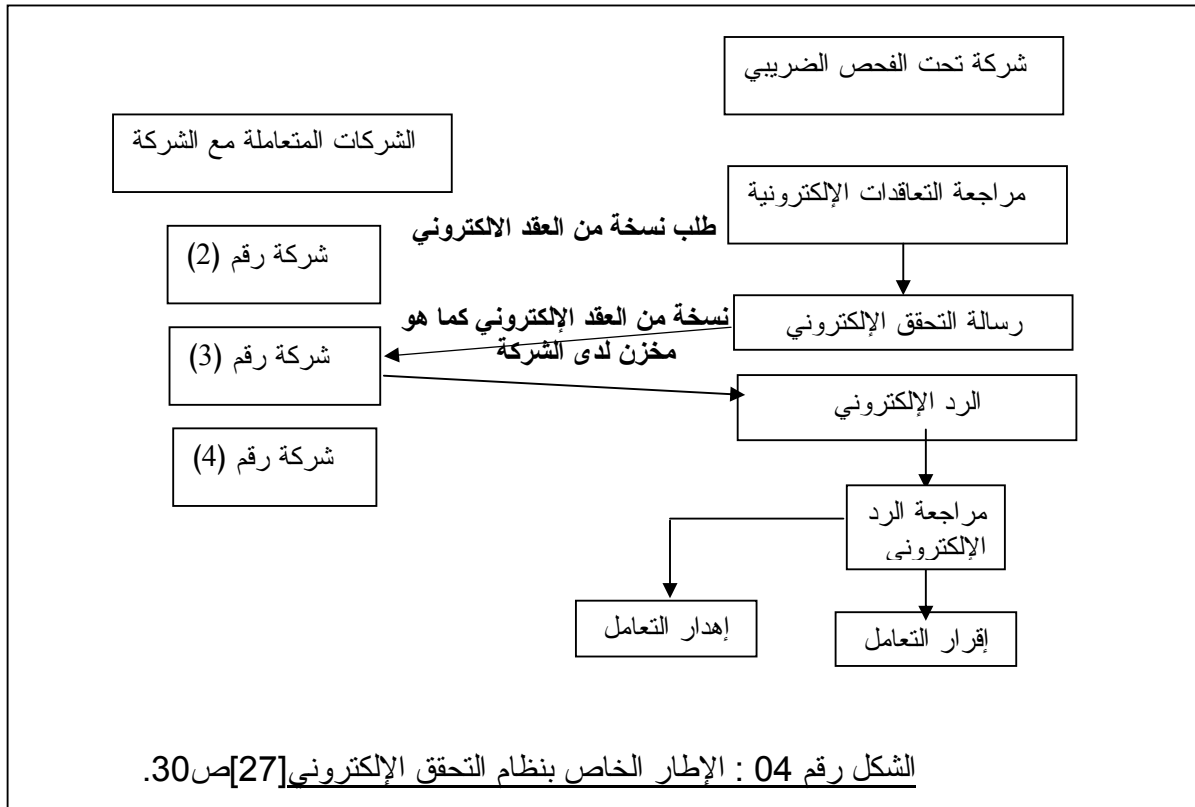 شركة تحت الفحص الضريبي
الشركات المتعاملة مع الشركة
مراجعة التعاقدات الإلكترونية
طلب نسخة من العقد الالكتروني
شركة رقم (2)
رسالة التحقق الإلكتروني
نسخة من العقد الإلكتروني كما هو
مخزن لدى الشركة
شركة رقم (3)
الرد الإلكتروني
شركة رقم (4)
مراجعة الرد
الإلكتروني
إهدار التعامل
إقرار التعامل
الشكل رقم 04 : الإطار الخاص بنظام التحقق الإلكتروني[27]ص30.